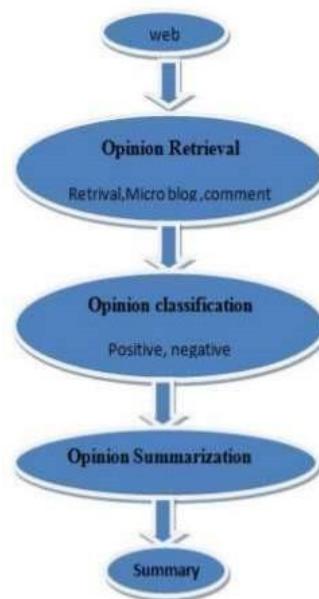 web
Opinion Retrieval
Retrival,Micro blog ,comment
Opinion classification
Positive, negative
Opinion Summarization
Summary